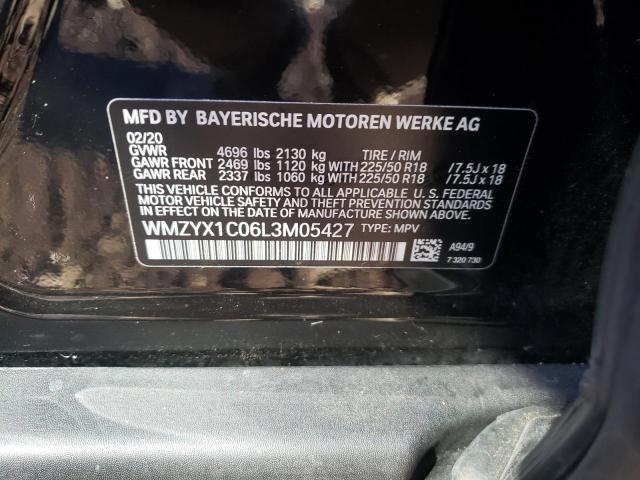 MFD BY BAYERISCHE MOTOREN WERKE AG
02/20
GVWR 4696 lbs 2130 kg TIRE / RIM
GAWR FRONT 2469 lbs 1120 kg WITH 225/50 R18 / 7.5J x 18
GAWR REAR 2337 lbs 1060 kg WITH 225/50 R18 / 7.5J x 18
THIS VEHICLE CONFORMS TO ALL APPLICABLE U. S. FEDERAL
MOTOR VEHICLE SAFETY, BUMPER, AND THEFT PREVENTION
STANDARDS IN EFFECT ON THE DATE OF MANUFACTURE SHOWN ABOVE.
WMZYX1C06L3M05427 TYPE: MPV
A94/9
7 320 730